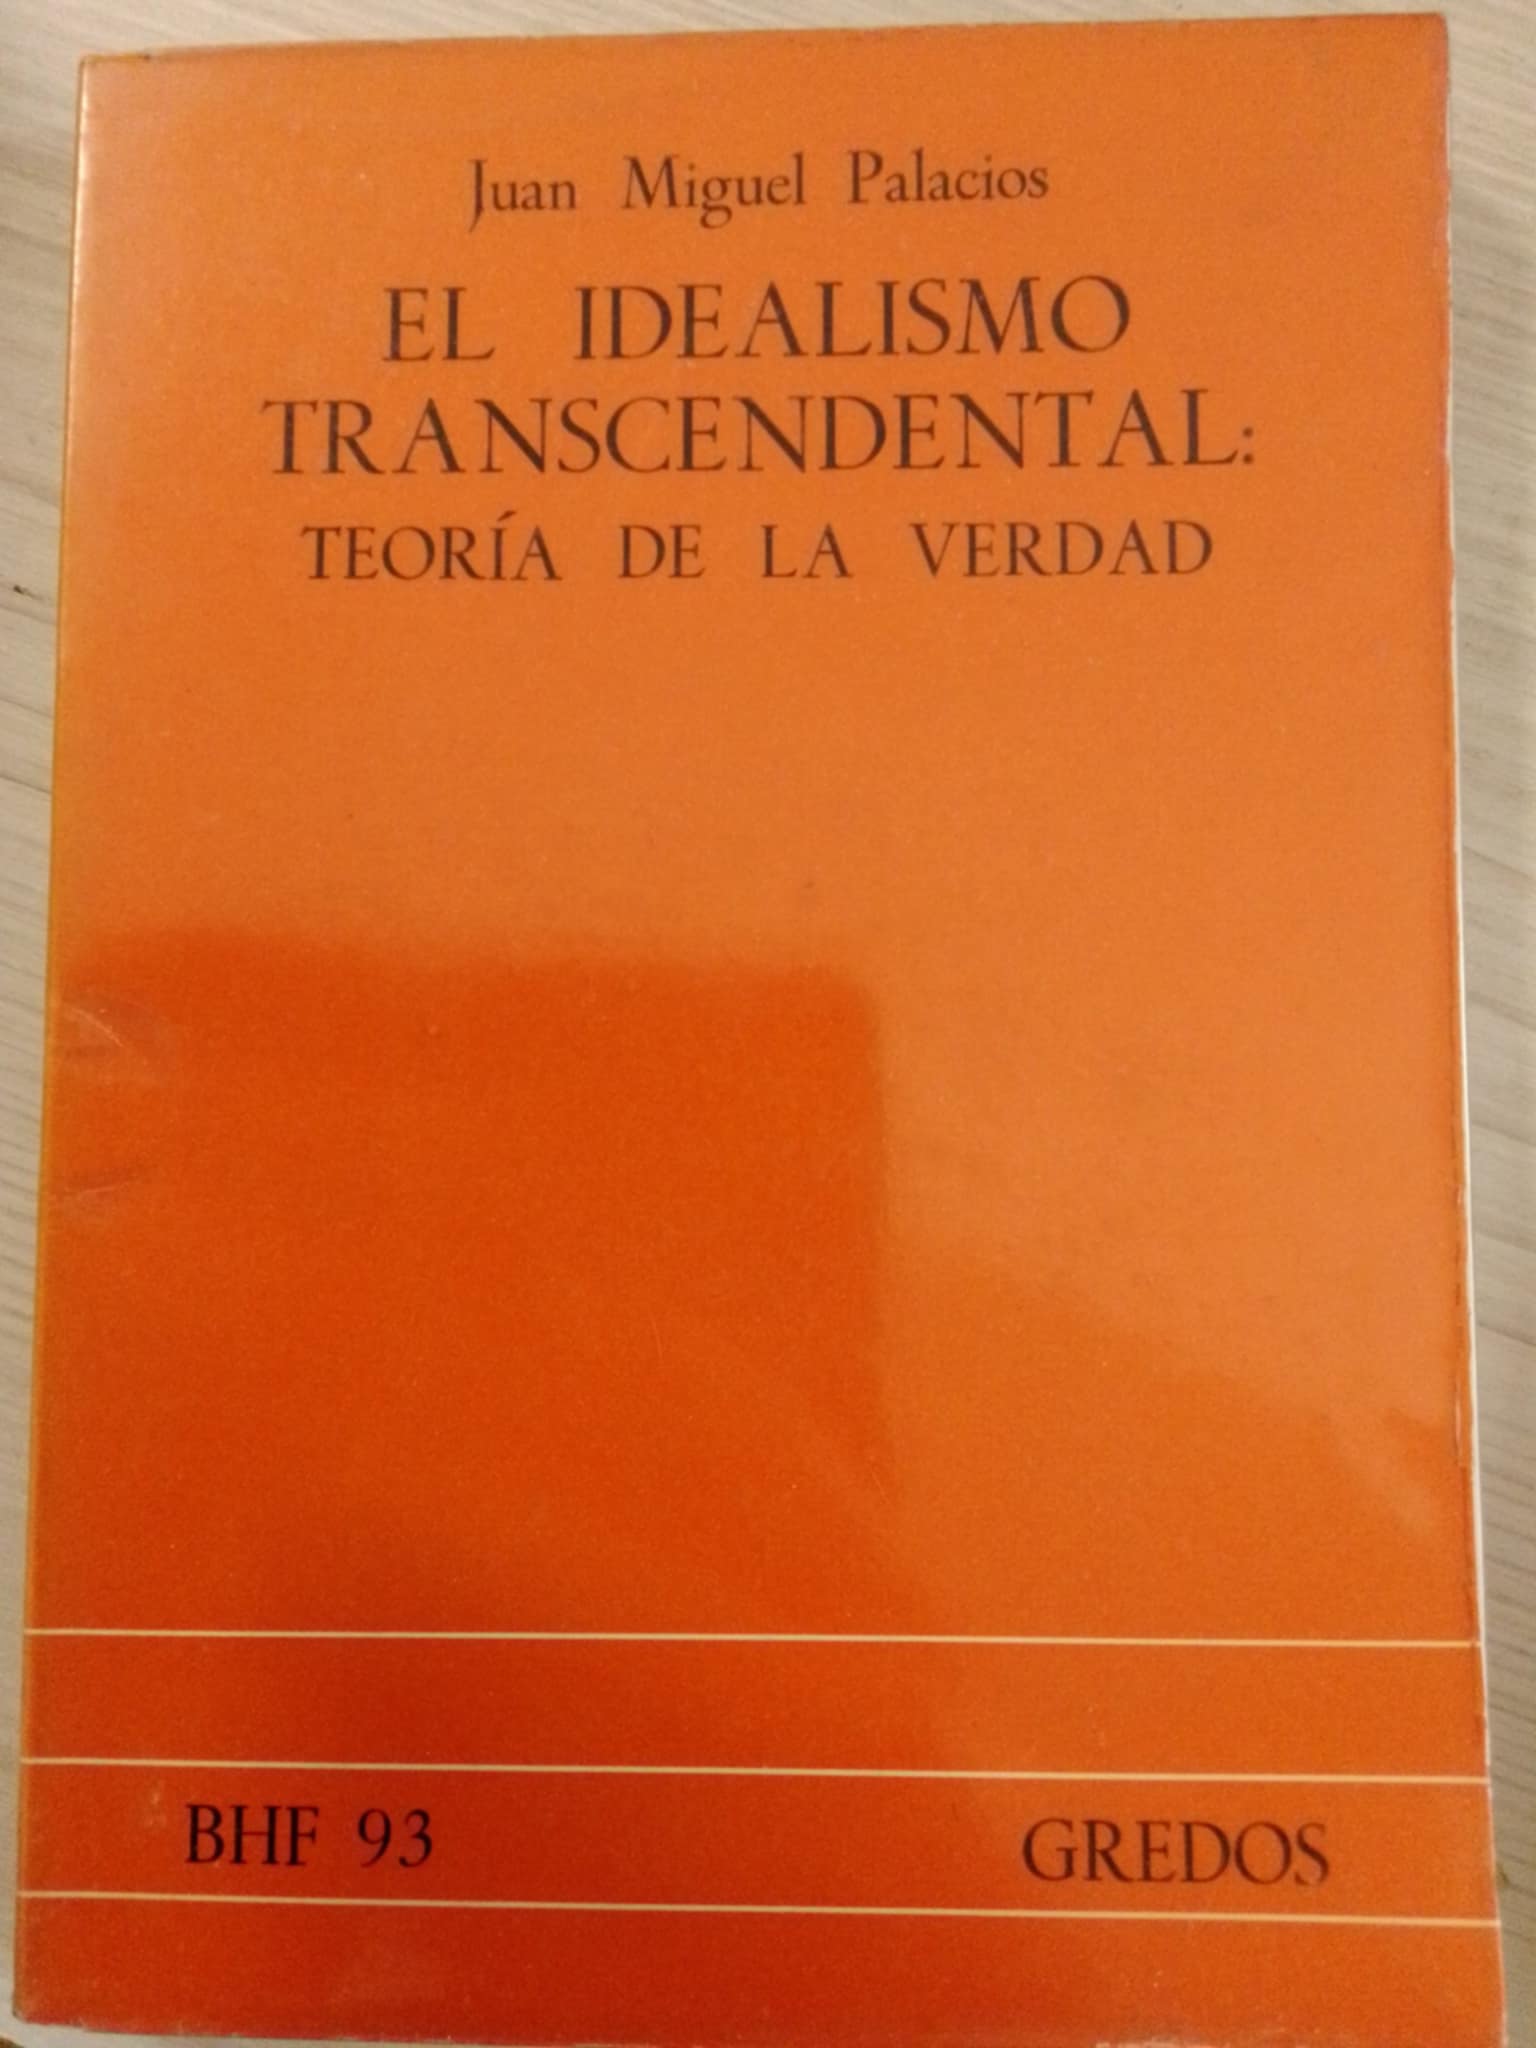 Juan Miguel Palacios
EL IDEALISMO
TRANSCENDENTAL:
TEORÍA DE LA VERDAD
BHF 93
GREDOS